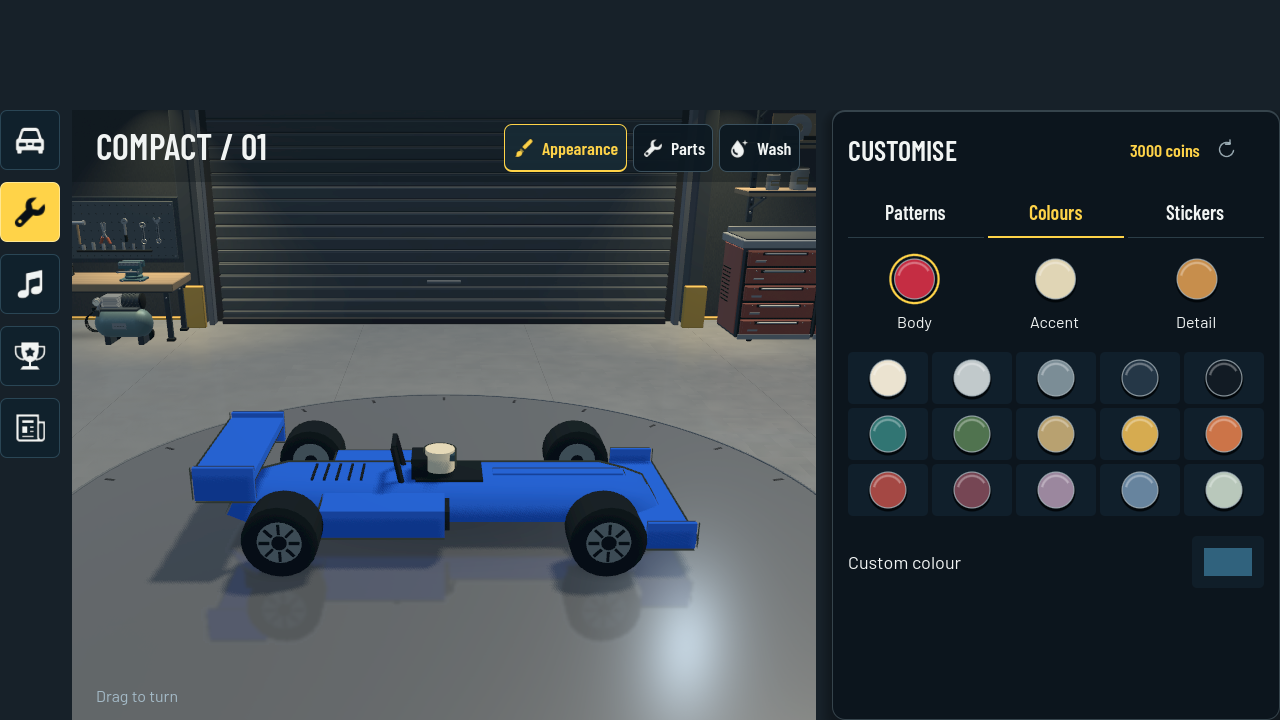 COMPACT / 01
Appearance
Parts
Wash
CUSTOMISE
3000 coins
Patterns
Colours
Stickers
Body
Accent
Detail
Custom colour
Drag to turn